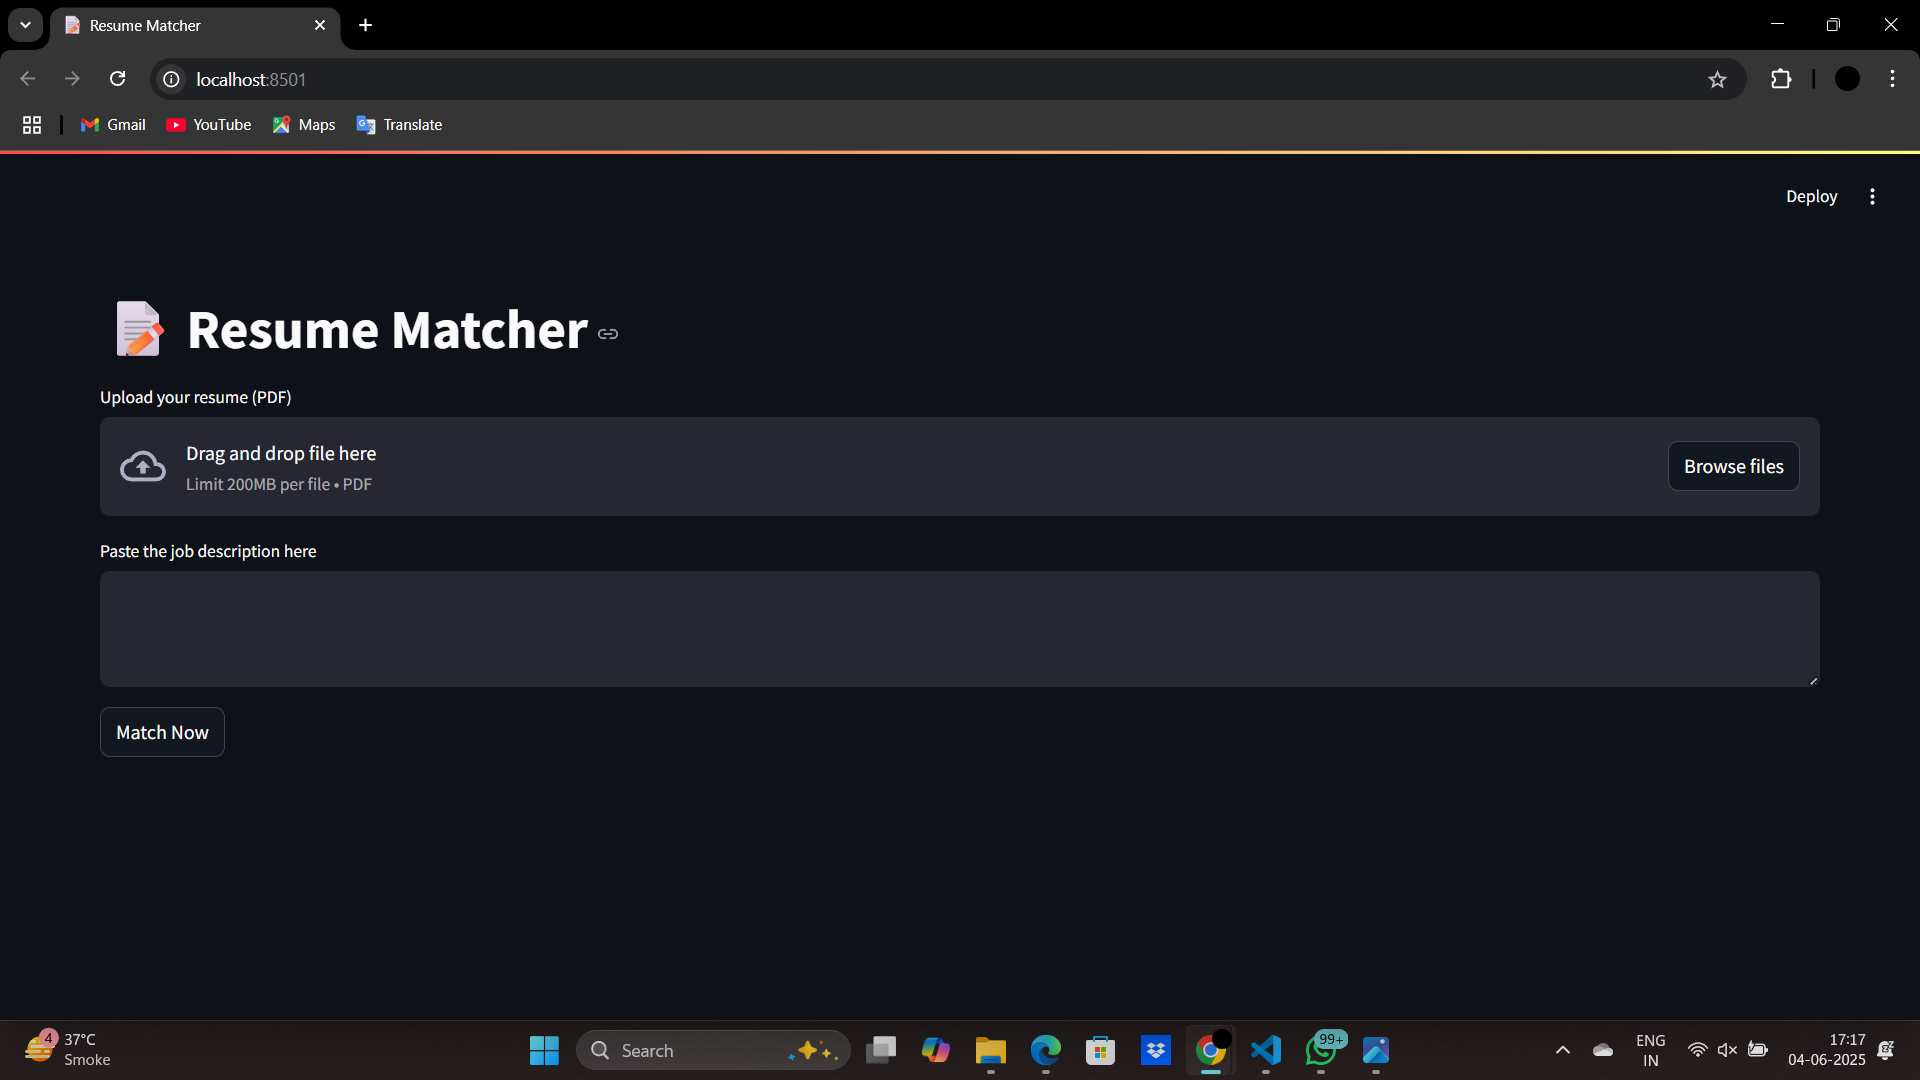 Resume Matcher
localhost:8501
Gmail
YouTube
Maps
Translate
Deploy
Resume Matcher
Upload your resume (PDF)
Drag and drop file here
Limit 200MB per file • PDF
Browse files
Paste the job description here
Match Now
4
37°C
Smoke
Search
99+
ENG
IN
17:17
04-06-2025